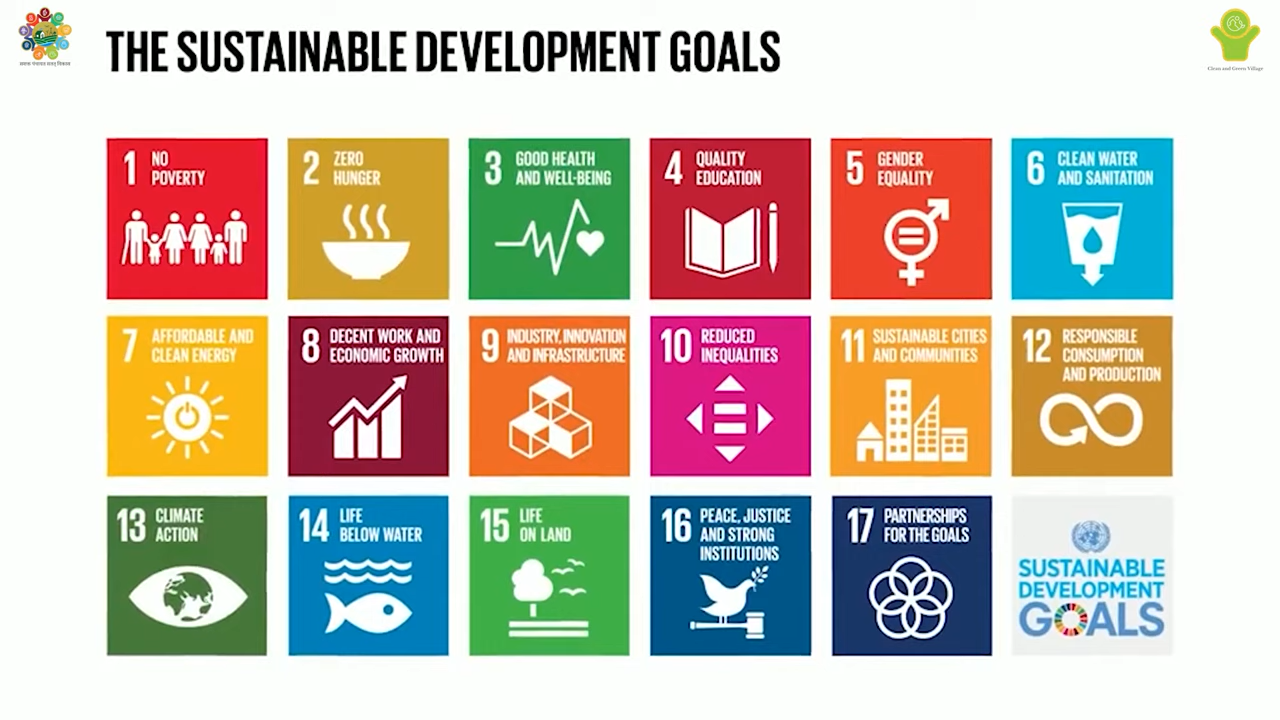 THE SUSTAINABLE DEVELOPMENT GOALS
Clean and Green Village
1 NO
POVERTY
2 ZERO
HUNGER
3 GOOD HEALTH
AND WELL-BEING
4 QUALITY
EDUCATION
5 GENDER
EQUALITY
6 CLEAN WATER
AND SANITATION
7 AFFORDABLE AND
CLEAN ENERGY
8 DECENT WORK AND
ECONOMIC GROWTH
9 INDUSTRY, INNOVATION
AND INFRASTRUCTURE
10 REDUCED
INEQUALITIES
11 SUSTAINABLE CITIES
AND COMMUNITIES
12 RESPONSIBLE
CONSUMPTION
AND PRODUCTION
13 CLIMATE
ACTION
14 LIFE
BELOW WATER
15 LIFE
ON LAND
16 PEACE, JUSTICE
AND STRONG
INSTITUTIONS
17 PARTNERSHIPS
FOR THE GOALS
SUSTAINABLE
DEVELOPMENT
GOALS